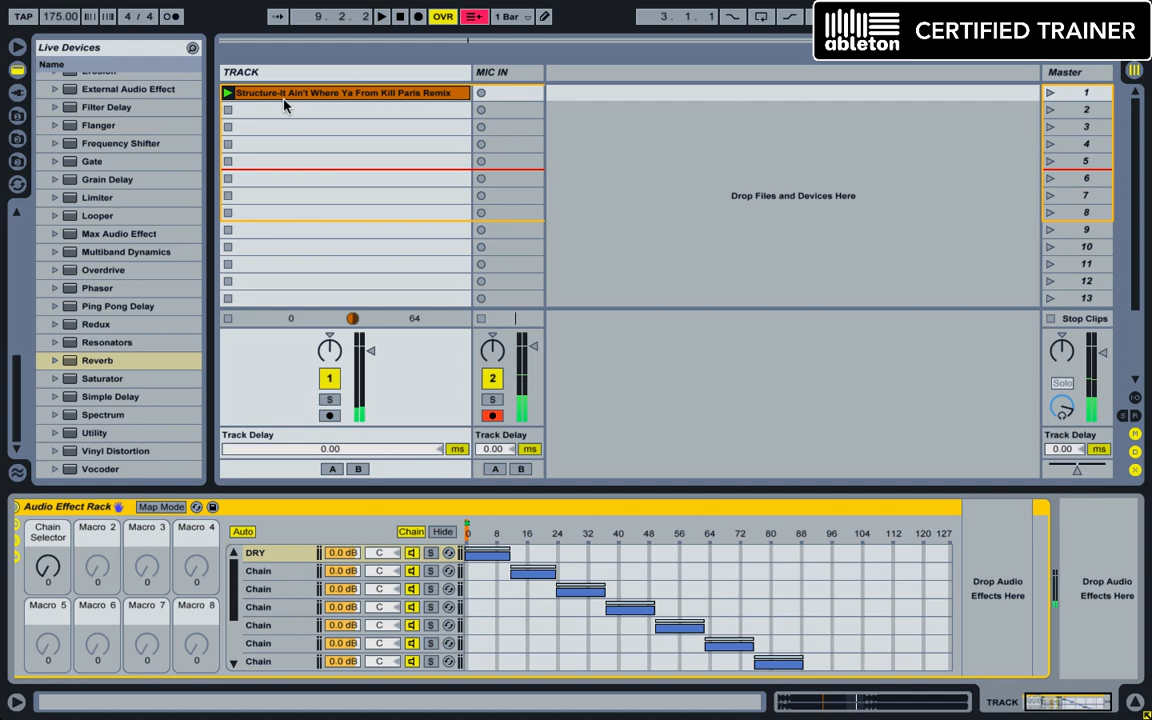 TAP 175.00 4 / 4 9 . 2 . 2 OVR 1 Bar 3 . 1 . 1
ableton CERTIFIED TRAINER
Live Devices
Name
External Audio Effect
Filter Delay
Flanger
Frequency Shifter
Gate
Grain Delay
Limiter
Looper
Max Audio Effect
Multiband Dynamics
Overdrive
Phaser
Ping Pong Delay
Redux
Resonators
Reverb
Saturator
Simple Delay
Spectrum
Utility
Vinyl Distortion
Vocoder
TRACK MIC IN Master
Structure-It Ain't Where Ya From Kill Paris Remix 1
2
3
4
5
6
7
8
9
10
11
12
13
Drop Files and Devices Here
0 64 Stop Clips
1 2 Solo
S S
Track Delay Track Delay Track Delay
0.00 ms 0.00 ms 0.00 ms
A B A B
S R
M
D
X
Audio Effect Rack Map Mode
Chain Selector Macro 2 Macro 3 Macro 4
0 0 0 0
Macro 5 Macro 6 Macro 7 Macro 8
0 0 0 0
Auto Chain Hide 0 8 16 24 32 40 48 56 64 72 80 88 96 104 112 120 127
DRY 0.0 dB C S
Chain 0.0 dB C S
Chain 0.0 dB C S
Chain 0.0 dB C S
Chain 0.0 dB C S
Chain 0.0 dB C S
Chain 0.0 dB C S
Drop Audio Effects Here
Drop Audio Effects Here
TRACK